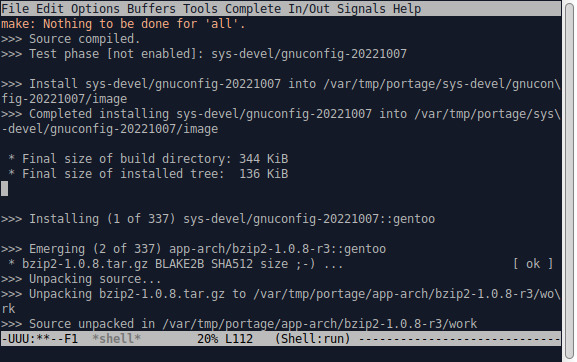 File Edit Options Buffers Tools Complete In/Out Signals Help
make: Nothing to be done for 'all'.
>>> Source compiled.
>>> Test phase [not enabled]: sys-devel/gnuconfig-20221007
>>> Install sys-devel/gnuconfig-20221007 into /var/tmp/portage/sys-devel/gnucon\
fig-20221007/image
>>> Completed installing sys-devel/gnuconfig-20221007 into /var/tmp/portage/sys\
-devel/gnuconfig-20221007/image
 * Final size of build directory: 344 KiB
 * Final size of installed tree:  136 KiB
>>> Installing (1 of 337) sys-devel/gnuconfig-20221007::gentoo
>>> Emerging (2 of 337) app-arch/bzip2-1.0.8-r3::gentoo
 * bzip2-1.0.8.tar.gz BLAKE2B SHA512 size ;-) ...                       [ ok ]
>>> Unpacking source...
>>> Unpacking bzip2-1.0.8.tar.gz to /var/tmp/portage/app-arch/bzip2-1.0.8-r3/wo\
rk
>>> Source unpacked in /var/tmp/portage/app-arch/bzip2-1.0.8-r3/work
-UUU:**--F1  *shell*        20% L112   (Shell:run) ----------------------------